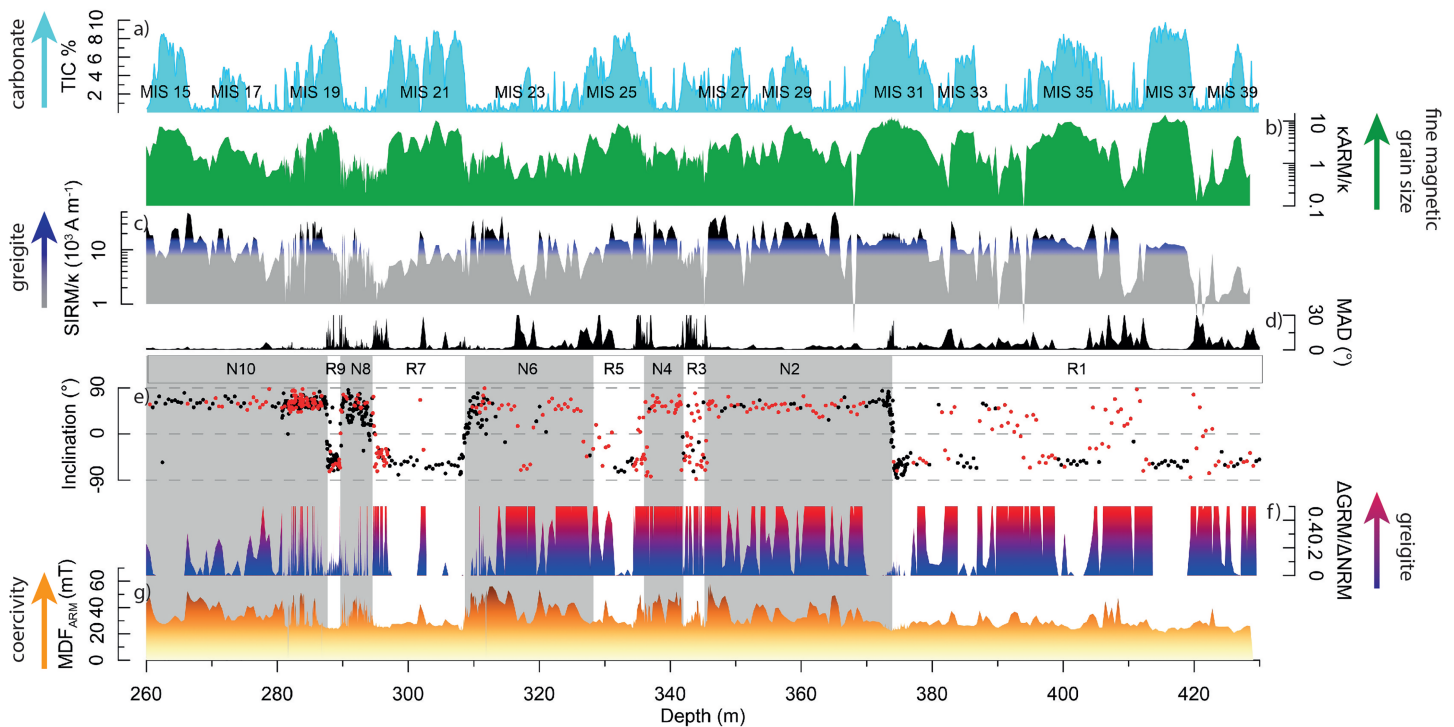 carbonate
TIC %
2 4 6 8 10
a)
MIS 15
MIS 17
MIS 19
MIS 21
MIS 23
MIS 25
MIS 27
MIS 29
MIS 31
MIS 33
MIS 35
MIS 37
MIS 39
b)
10
1
0.1
κARM/κ
fine magnetic
grain size
greigite
SIRM/κ (10³ A m⁻¹)
c)
10
1
d)
30
0
MAD (°)
N10
R9
N8
R7
N6
R5
N4
R3
N2
R1
e)
Inclination (°)
90
0
-90
f)
0.4
0.2
0
ΔGRM/ΔNRM
greigite
g)
coercivity
MDF ARM (mT)
60
40
20
0
260 280 300 320 340 360 380 400 420
Depth (m)